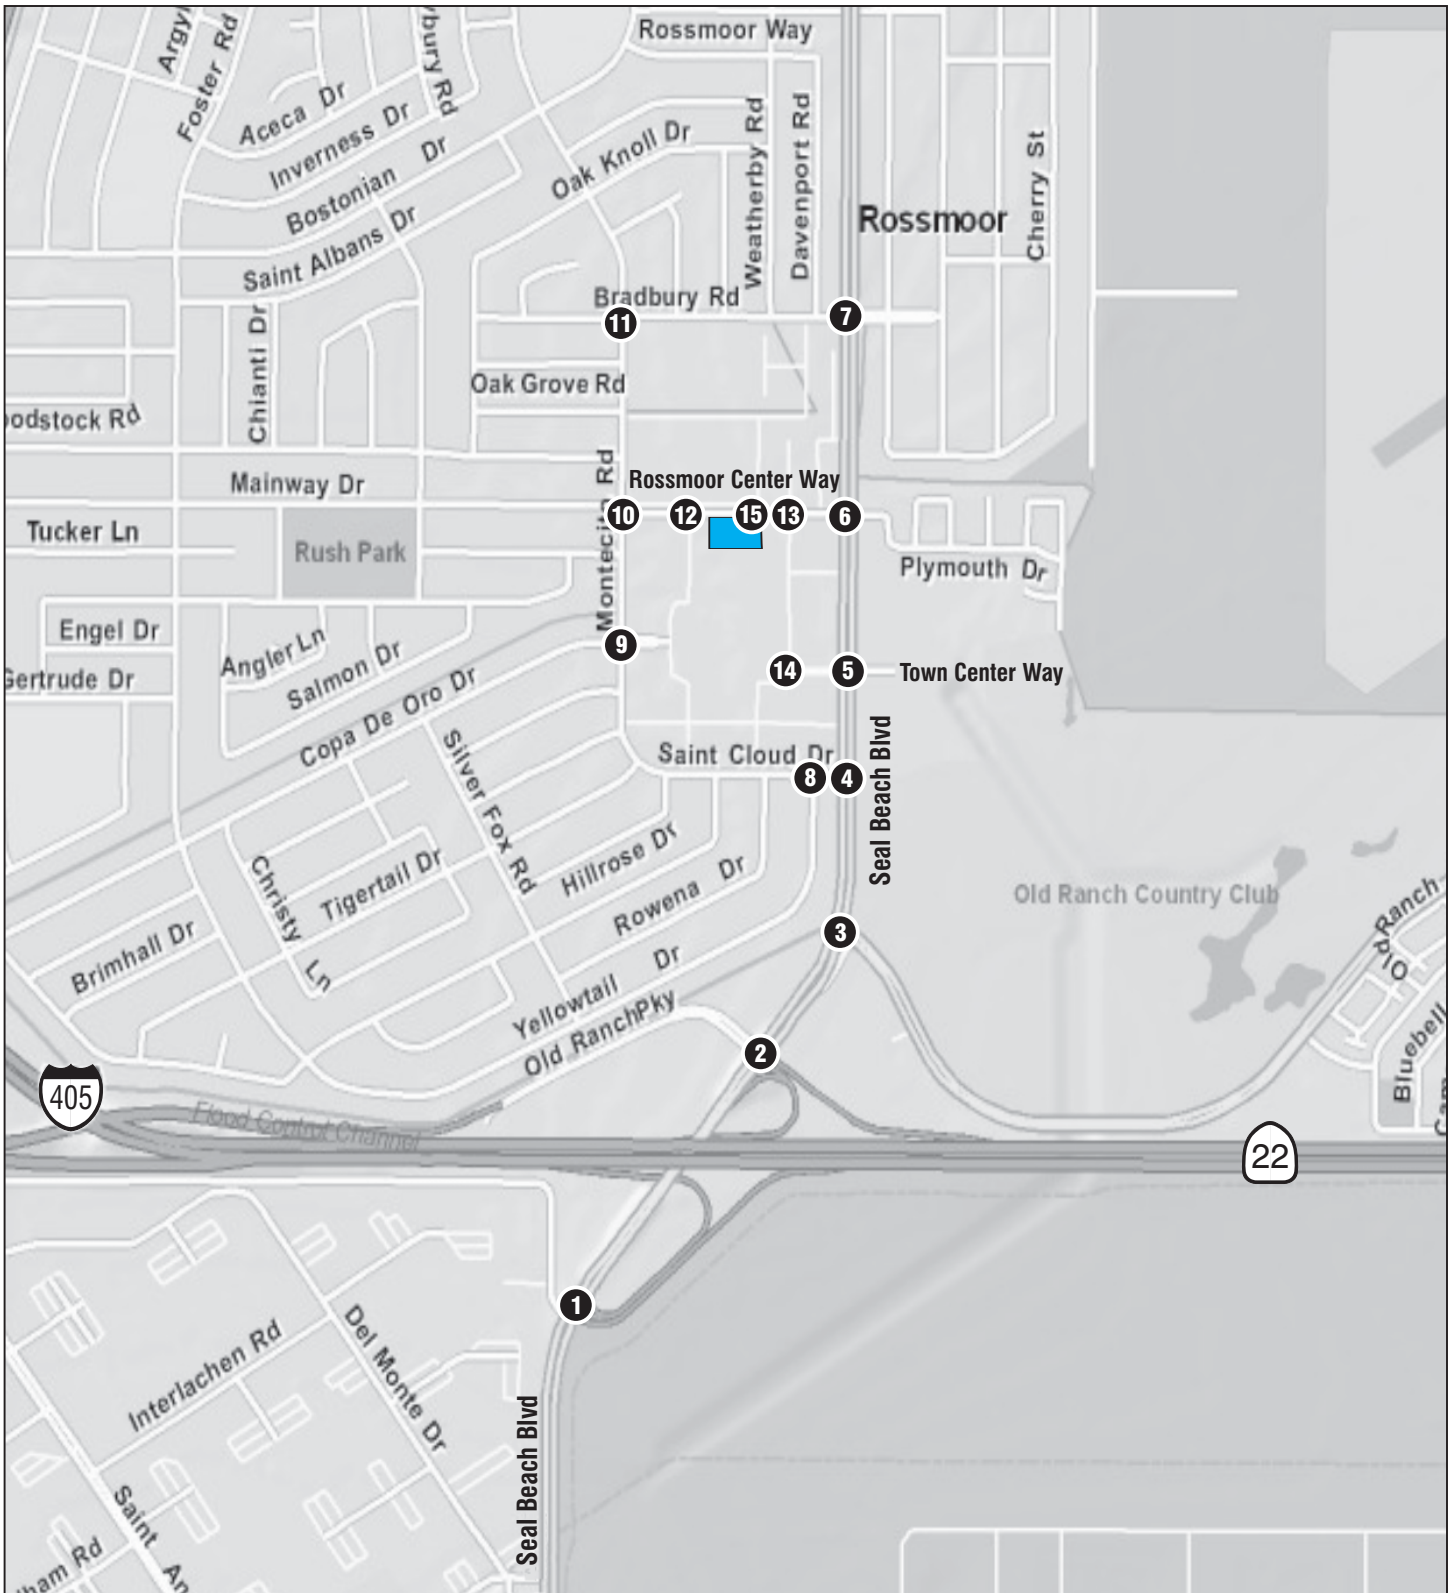 Rossmoor Way
Foster Rd
Aceca Dr
Inverness Dr
Bostonian Dr
Saint Albans Dr
Oak Knoll Dr
Weatherby Rd
Davenport Rd
Rossmoor
Cherry St
Bradbury Rd
11
7
Chianti Dr
Oak Grove Rd
Mainway Dr
Montecito Rd
Rossmoor Center Way
10
12
15
13
6
Tucker Ln
Rush Park
Plymouth Dr
Engel Dr
Angler Ln
9
Gertrude Dr
Salmon Dr
14
5
Town Center Way
Copa De Oro Dr
Silver Fox Rd
Saint Cloud Dr
8
4
Seal Beach Blvd
Christy Ln
Tigertail Dr
Hillrose Dr
Rowena Dr
Old Ranch Country Club
Brimhall Dr
3
Old Ranch
Yellowtail Dr
Old Ranch Pky
2
Bluebell
405
Flood Control Channel
22
1
Interlachen Rd
Del Monte Dr
Seal Beach Blvd
Saint An